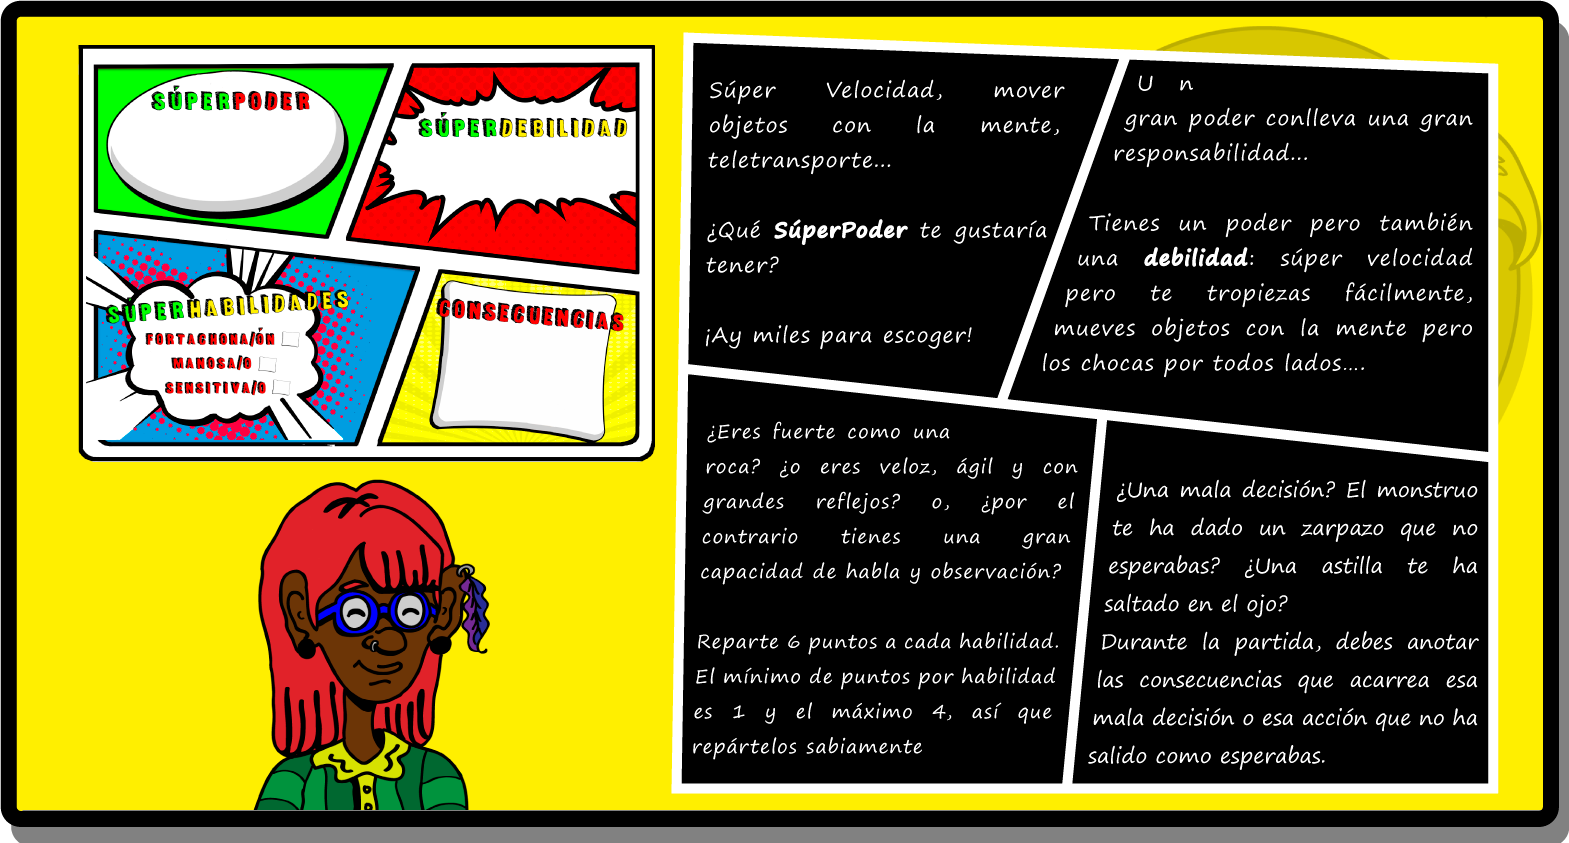 SÚPERPODER
SÚPERDEBILIDAD
SÚPERHABILIDADES
FORTACHONA/ÓN
MAÑOSA/O
SENSITIVA/O
CONSECUENCIAS
Súper Velocidad, mover
objetos con la mente,
teletransporte...
¿Qué SúperPoder te gustaría
tener?
¡Ay miles para escoger!
U n
gran poder conlleva una gran
responsabilidad...
Tienes un poder pero también
una debilidad: súper velocidad
pero te tropiezas fácilmente,
mueves objetos con la mente pero
los chocas por todos lados....
¿Eres fuerte como una
roca? ¿o eres veloz, ágil y con
grandes reflejos? o, ¿por el
contrario tienes una gran
capacidad de habla y observación?
Reparte 6 puntos a cada habilidad.
El mínimo de puntos por habilidad
es 1 y el máximo 4, así que
repártelos sabiamente
¿Una mala decisión? El monstruo
te ha dado un zarpazo que no
esperabas? ¿Una astilla te ha
saltado en el ojo?
Durante la partida, debes anotar
las consecuencias que acarrea esa
mala decisión o esa acción que no ha
salido como esperabas.